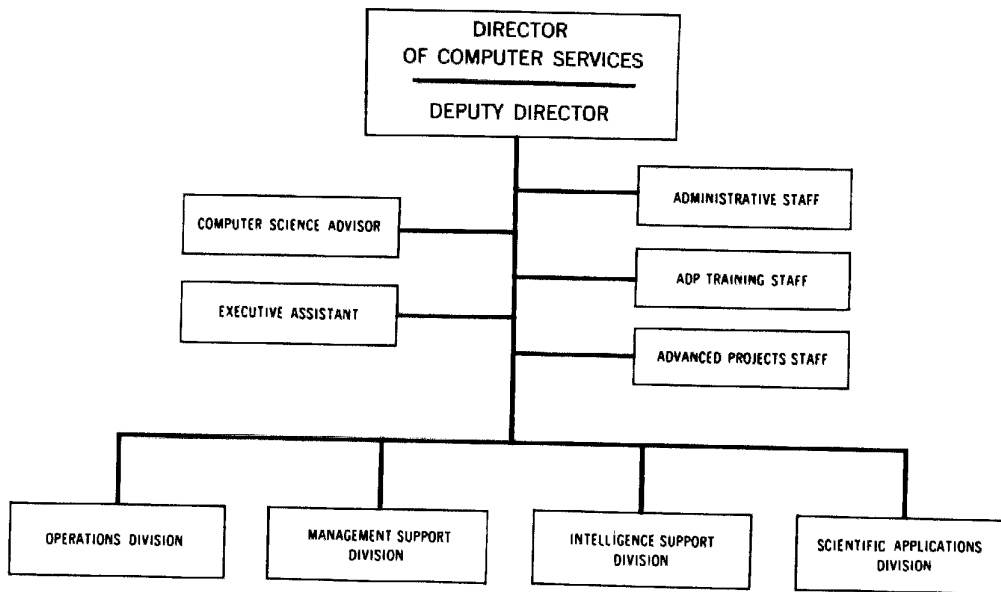 DIRECTOR
OF COMPUTER SERVICES
DEPUTY DIRECTOR
ADMINISTRATIVE STAFF
COMPUTER SCIENCE ADVISOR
ADP TRAINING STAFF
EXECUTIVE ASSISTANT
ADVANCED PROJECTS STAFF
OPERATIONS DIVISION
MANAGEMENT SUPPORT
DIVISION
INTELLIGENCE SUPPORT
DIVISION
SCIENTIFIC APPLICATIONS
DIVISION